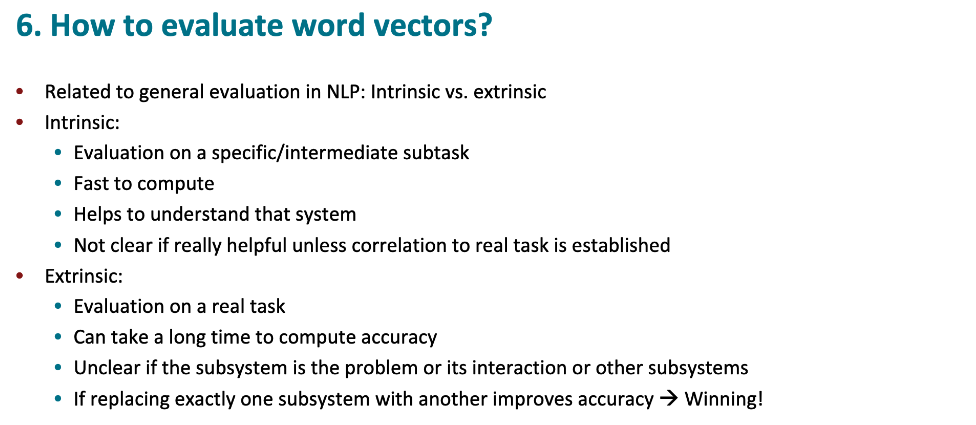 6. How to evaluate word vectors?
• Related to general evaluation in NLP: Intrinsic vs. extrinsic
• Intrinsic:
• Evaluation on a specific/intermediate subtask
• Fast to compute
• Helps to understand that system
• Not clear if really helpful unless correlation to real task is established
• Extrinsic:
• Evaluation on a real task
• Can take a long time to compute accuracy
• Unclear if the subsystem is the problem or its interaction or other subsystems
• If replacing exactly one subsystem with another improves accuracy → Winning!